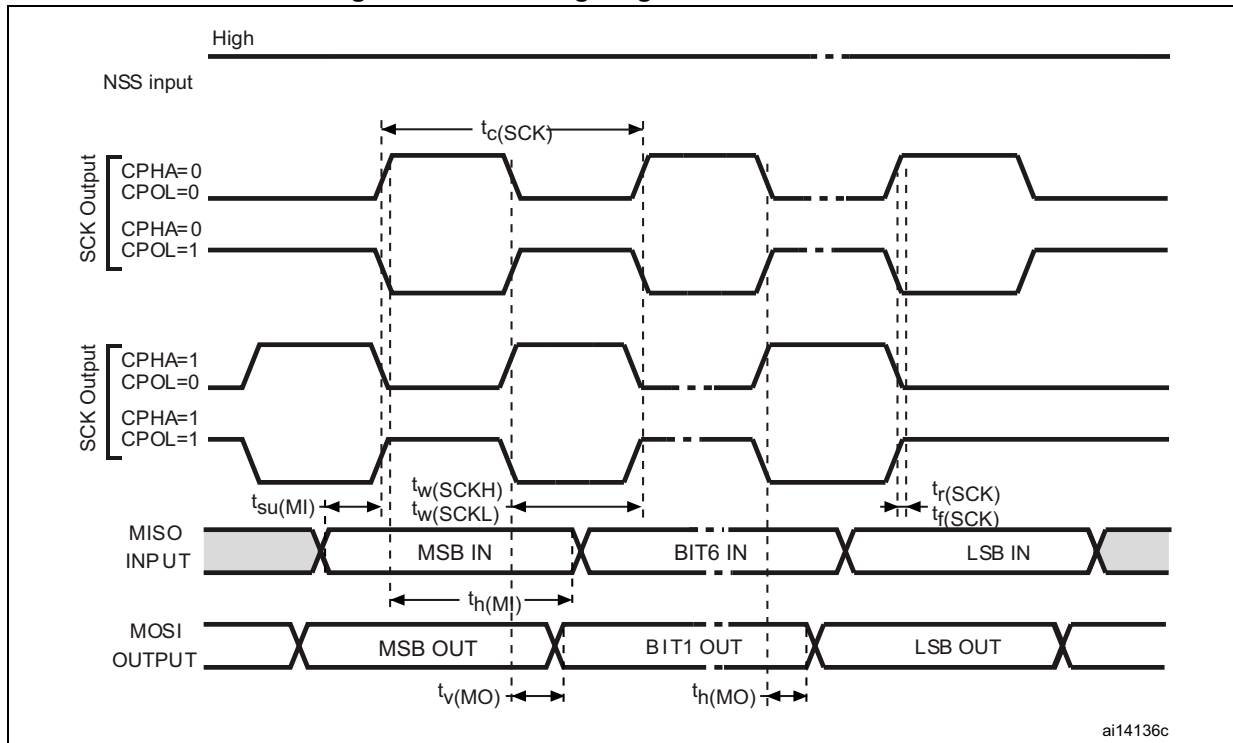 High
NSS input
tc(SCK)
SCK Output
CPHA=0
CPOL=0
CPHA=0
CPOL=1
SCK Output
CPHA=1
CPOL=0
CPHA=1
CPOL=1
tsu(MI)
tw(SCKH)
tw(SCKL)
tr(SCK)
tf(SCK)
MISO
INPUT
MSB IN
BIT6 IN
LSB IN
th(MI)
MOSI
OUTPUT
MSB OUT
BIT1 OUT
LSB OUT
tv(MO)
th(MO)
ai14136c